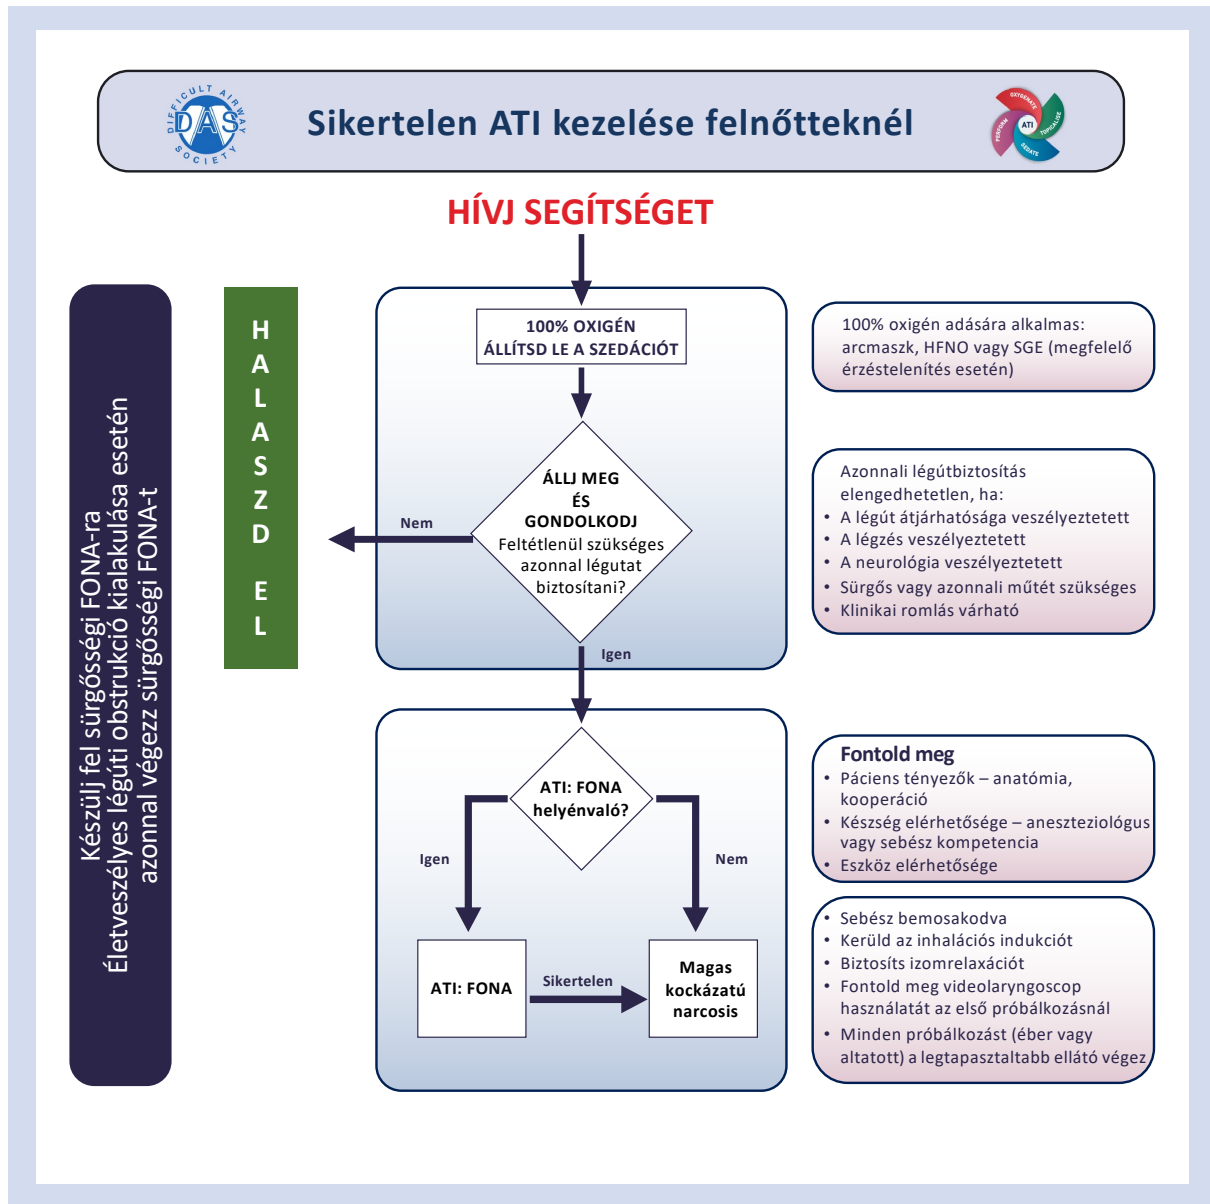 DIFFICULT AIRWAY SOCIETY
DAS
Sikertelen ATI kezelése felnőtteknél
OXYGENATE
TOPICALISE
SEDATE
PERFORM
ATI
HÍVJ SEGÍTSÉGET
Készülj fel sürgősségi FONA-ra
Életveszélyes légúti obstrukció kialakulása esetén
azonnal végezz sürgősségi FONA-t
HALASZD EL
100% OXIGÉN
ÁLLÍTSD LE A SZEDÁCIÓT
100% oxigén adására alkalmas:
arcmaszk, HFNO vagy SGE (megfelelő
érzéstelenítés esetén)
ÁLLJ MEG
ÉS
GONDOLKODJ
Feltétlenül szükséges
azonnal légutat
biztosítani?
Nem
Igen
Azonnali légútbiztosítás
elengedhetetlen, ha:
• A légút átjárhatósága veszélyeztetett
• A légzés veszélyeztetett
• A neurológia veszélyeztetett
• Sürgős vagy azonnali műtét szükséges
• Klinikai romlás várható
ATI: FONA
helyénvaló?
Igen
Nem
ATI: FONA
Sikertelen
Magas
kockázatú
narcosis
Fontold meg
• Páciens tényezők – anatómia,
kooperáció
• Készség elérhetősége – aneszteziológus
vagy sebész kompetencia
• Eszköz elérhetősége
• Sebész bemosakodva
• Kerüld az inhalációs indukciót
• Biztosíts izomrelaxációt
• Fontold meg videolaryngoscop
használatát az első próbálkozásnál
• Minden próbálkozást (éber vagy
altatott) a legtapasztaltabb ellátó végez